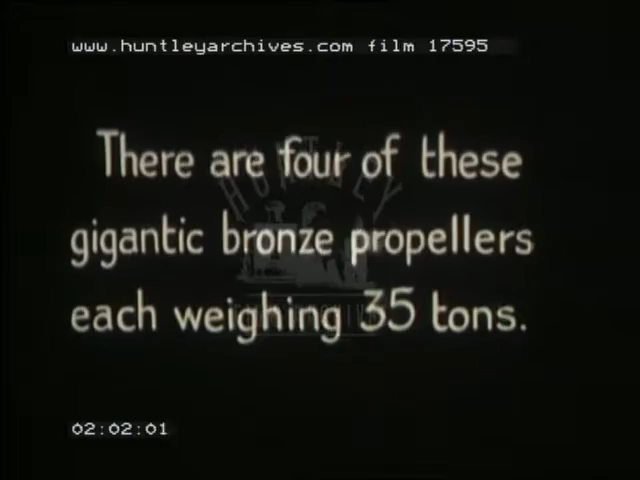 www.huntleyarchives.com film 17595
There are four of these
gigantic bronze propellers
each weighing 35 tons.
HUNTLEY
02:02:01